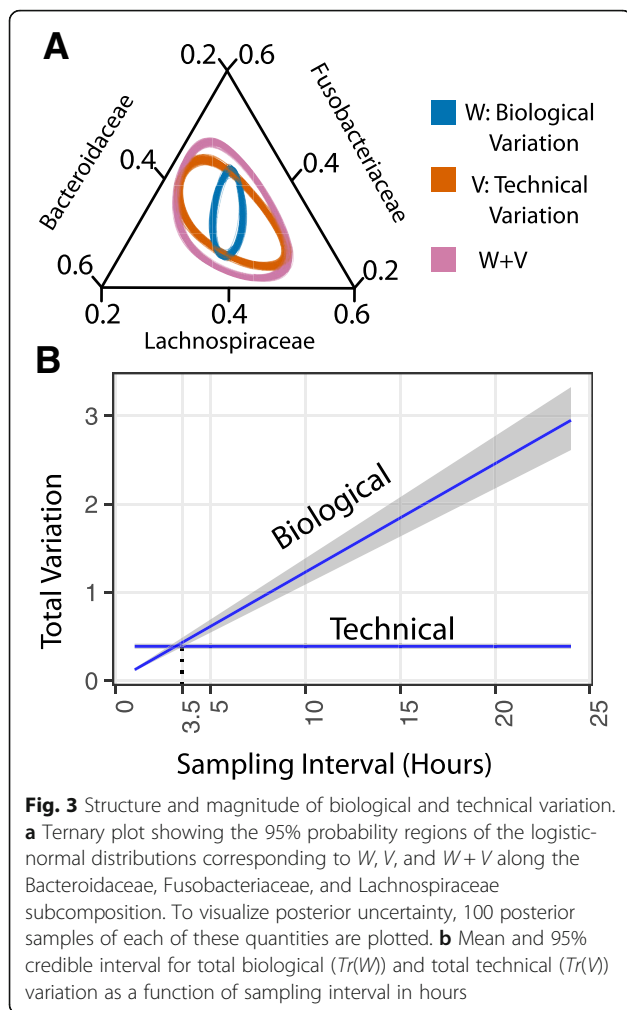 A
0.2 0.6
Bacteroidaceae
Fusobacteriaceae
0.4
0.4
0.6
0.2
0.2
0.4
0.6
Lachnospiraceae
W: Biological
Variation
V: Technical
Variation
W+V
B
Total Variation
3
2
1
0
Biological
Technical
0
3.5
5
10
15
20
25
Sampling Interval (Hours)
Fig. 3 Structure and magnitude of biological and technical variation.
a Ternary plot showing the 95% probability regions of the logistic-
normal distributions corresponding to W, V, and W + V along the
Bacteroidaceae, Fusobacteriaceae, and Lachnospiraceae
subcomposition. To visualize posterior uncertainty, 100 posterior
samples of each of these quantities are plotted. b Mean and 95%
credible interval for total biological (Tr(W)) and total technical (Tr(V))
variation as a function of sampling interval in hours